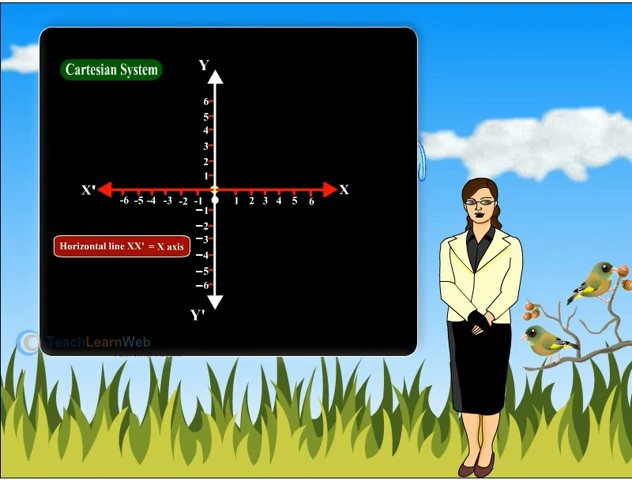 Cartesian System
Y
6
5
4
3
2
1
X' X
-6 -5 -4 -3 -2 -1 0 1 2 3 4 5 6
-1
-2
-3
Horizontal line XX' = X axis
-4
-5
-6
Y'
TeachLearnWeb